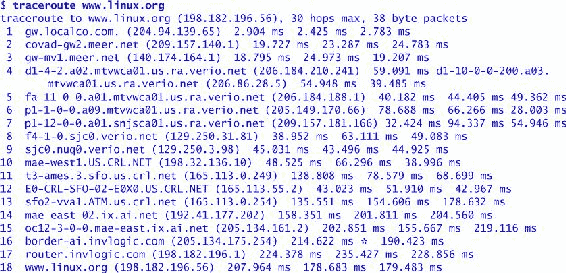 $ traceroute www.linux.org
traceroute to www.linux.org (198.182.196.56), 30 hops max, 38 byte packets
1 gw.localco.com. (204.94.139.65) 2.904 ms 2.425 ms 2.783 ms
2 covad-gw2.meer.net (209.157.140.1) 19.727 ms 23.287 ms 24.783 ms
3 gw-mv1.meer.net (140.174.164.1) 18.795 ms 24.973 ms 19.207 ms
4 d1-4-2.a02.mtvwca01.us.ra.verio.net (206.184.210.241) 59.091 ms d1-10-0-0-200.a03.
mtvwca01.us.ra.verio.net (206.86.28.5) 54.948 ms 39.485 ms
5 fa-11-0-0.a01.mtvwca01.us.ra.verio.net (206.184.188.1) 40.182 ms 44.405 ms 49.362 ms
6 p1-1-0-0.a09.mtvwca01.us.ra.verio.net (205.149.170.66) 78.688 ms 66.266 ms 28.003 ms
7 p1-12-0-0.a01.snjsca01.us.ra.verio.net (209.157.181.166) 32.424 ms 94.337 ms 54.946 ms
8 f4-1-0.sjc0.verio.net (129.250.31.81) 38.952 ms 63.111 ms 49.083 ms
9 sjc0.nuq0.verio.net (129.250.3.98) 45.031 ms 43.496 ms 44.925 ms
10 mae-west1.US.CRL.NET (198.32.136.10) 48.525 ms 66.296 ms 38.996 ms
11 t3-ames.3.sfo.us.crl.net (165.113.0.249) 138.808 ms 78.579 ms 68.699 ms
12 E0-CRL-SFO-02-E0X0.US.CRL.NET (165.113.55.2) 43.023 ms 51.910 ms 42.967 ms
13 sfo2-vval.ATM.us.crl.net (165.113.0.254) 135.551 ms 154.606 ms 178.632 ms
14 mae-east-02.ix.ai.net (192.41.177.202) 158.351 ms 201.811 ms 204.560 ms
15 oc12-3-0-0.mae-east.ix.ai.net (205.134.161.2) 202.851 ms 155.667 ms 219.116 ms
16 border-ai.invlogic.com (205.134.175.254) 214.622 ms * 190.423 ms
17 router.invlogic.com (198.182.196.1) 224.378 ms 235.427 ms 228.856 ms
18 www.linux.org (198.182.196.56) 207.964 ms 178.683 ms 179.483 ms